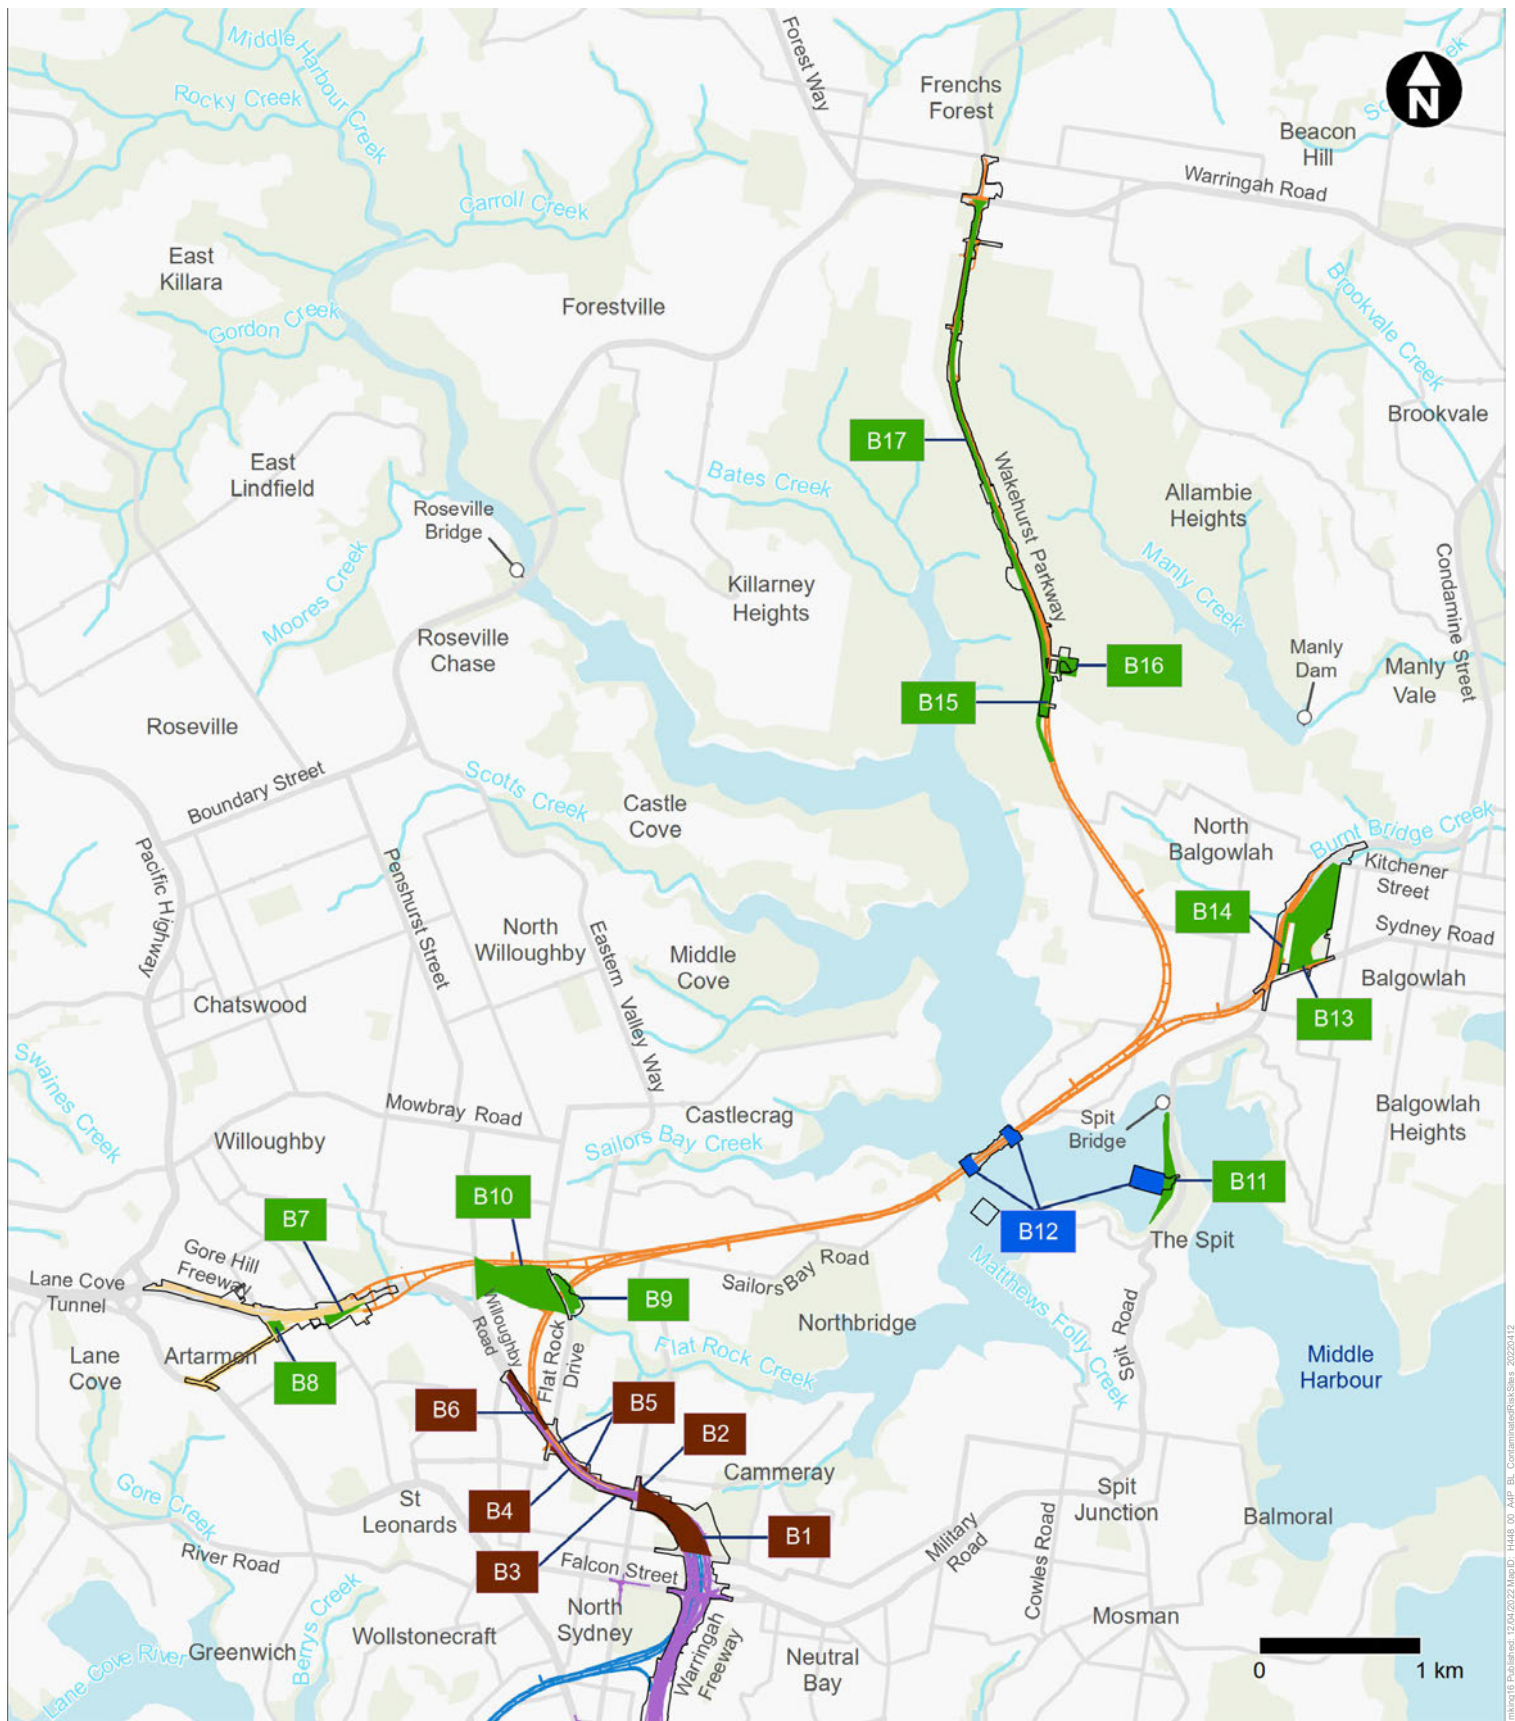 Middle Harbour Creek
Forest Way
Frenchs
Forest
N
Rocky Creek
Beacon
Hill
Warringah Road
Carroll Creek
East
Killara
Forestville
Gordon Creek
Brookvale Creek
Brookvale
B17
East
Lindfield
Bates Creek
Wakehurst Parkway
Allambie
Heights
Roseville
Bridge
Manly Creek
Condamine Street
Moores Creek
Killarney
Heights
Roseville
Chase
Manly
Dam
Manly
Vale
B16
B15
Roseville
Boundary Street
Scotts Creek
Castle
Cove
North
Balgowlah
Burnt Bridge Creek
Kitchener
Street
Pacific Highway
Penshurst Street
B14
Sydney Road
North
Willoughby
Eastern Valley Way
Middle
Cove
Balgowlah
Chatswood
B13
Swaines Creek
Mowbray Road
Castlecrag
Spit
Bridge
Balgowlah
Heights
Willoughby
Sailors Bay Creek
B10
B11
B7
B12
The Spit
Gore Hill
Freeway
Lane Cove
Tunnel
Sailors Bay Road
Matthews Folly Creek
B9
Willoughby
Road
Northbridge
Spit Road
Flat Rock
Drive
Flat Rock Creek
Lane
Cove
Artarmon
Middle
Harbour
B8
B6
B5
B2
Cammeray
Gore Creek
St
Leonards
B4
Spit
Junction
Balmoral
B1
Military
Road
Cowles Road
River Road
B3
Falcon Street
Berrys Creek
North
Sydney
Mosman
Wollstonecraft
Greenwich
Lane Cove River
Warringah
Freeway
Neutral
Bay
0
1 km
mking16 Published: 12/04/2022 MapID: H448_00_A4P_BL_ContaminatedRiskSites_20220412